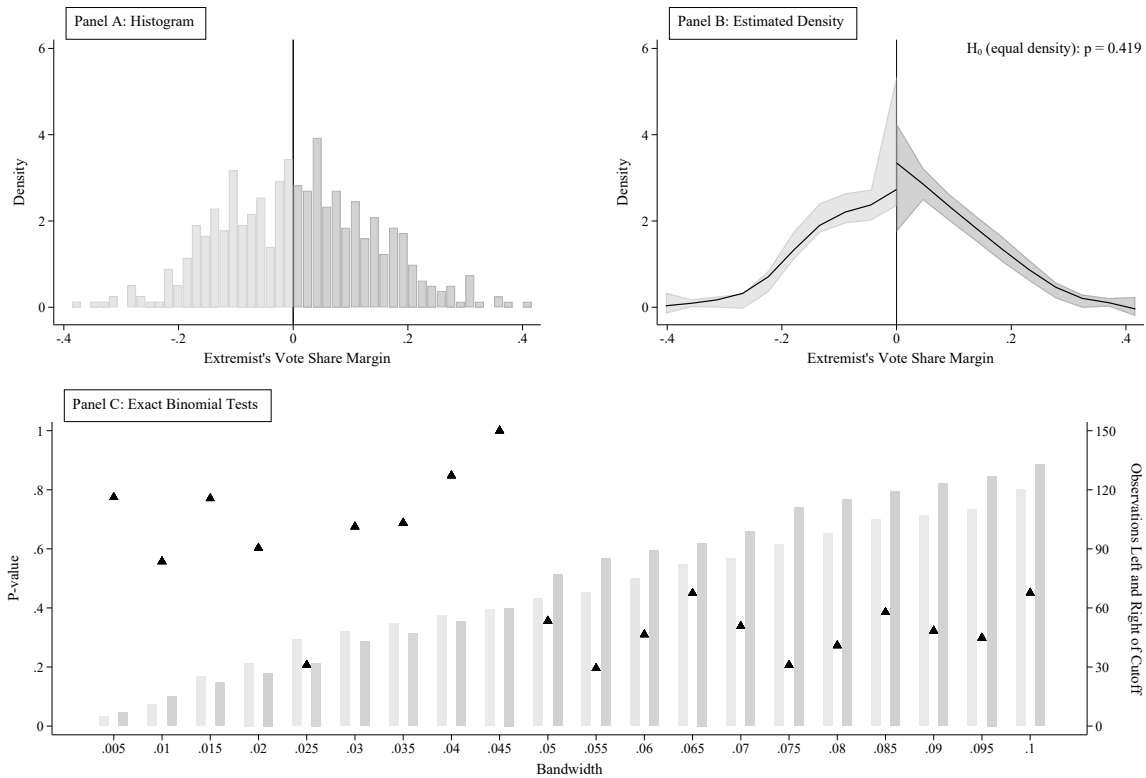 Panel A: Histogram
6
4
2
0
Density
-.4 -.2 0 .2 .4
Extremist's Vote Share Margin
Panel B: Estimated Density
H₀ (equal density): p = 0.419
6
4
2
0
Density
-.4 -.2 0 .2 .4
Extremist's Vote Share Margin
Panel C: Exact Binomial Tests
1
.8
.6
.4
.2
0
P-value
150
120
90
60
30
0
Observations Left and Right of Cutoff
.005 .01 .015 .02 .025 .03 .035 .04 .045 .05 .055 .06 .065 .07 .075 .08 .085 .09 .095 .1
Bandwidth